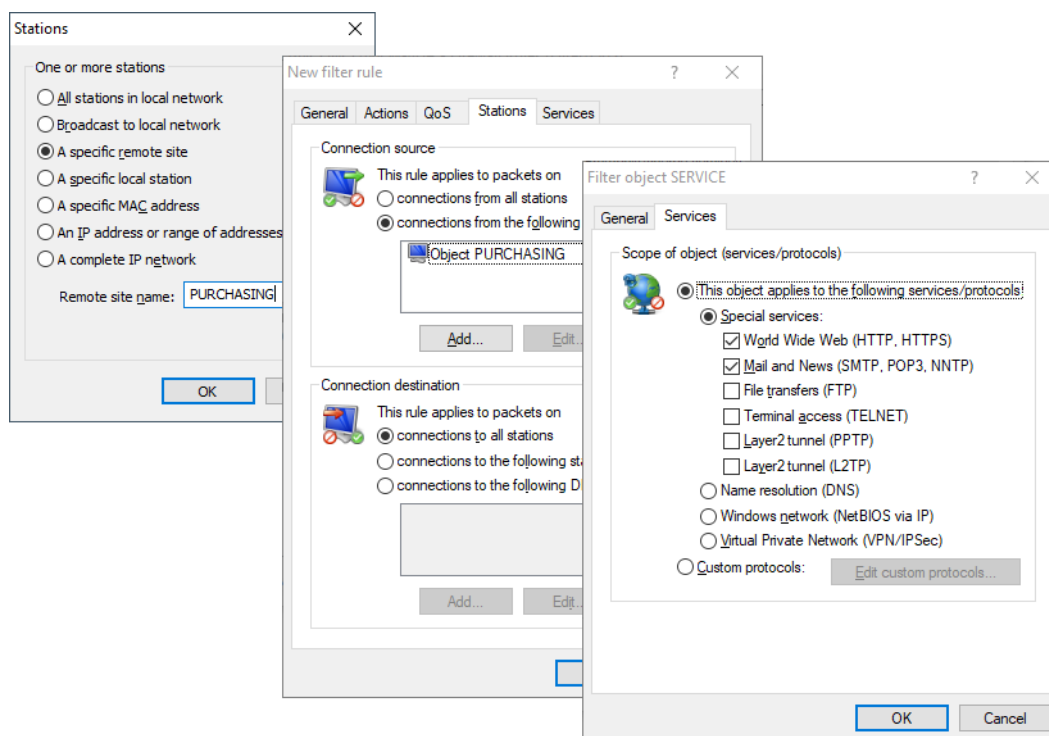 Stations
One or more stations
All stations in local network
Broadcast to local network
A specific remote site
A specific local station
A specific MAC address
An IP address or range of addresses
A complete IP network
Remote site name: PURCHASING
OK
New filter rule ?
General Actions QoS Stations Services
Connection source
This rule applies to packets on
connections from all stations
connections from the following
Object PURCHASING
Add... Edit..
Connection destination
This rule applies to packets on
connections to all stations
connections to the following
connections to the following
Add... Edit..
Filter object SERVICE ?
General Services
Scope of object (services/protocols)
This object applies to the following services/protocols
Special services:
World Wide Web (HTTP, HTTPS)
Mail and News (SMTP, POP3, NNTP)
File transfers (FTP)
Terminal access (TELNET)
Layer2 tunnel (PPTP)
Layer2 tunnel (L2TP)
Name resolution (DNS)
Windows network (NetBIOS via IP)
Virtual Private Network (VPN/IPSec)
Custom protocols: Edit custom protocols...
OK Cancel